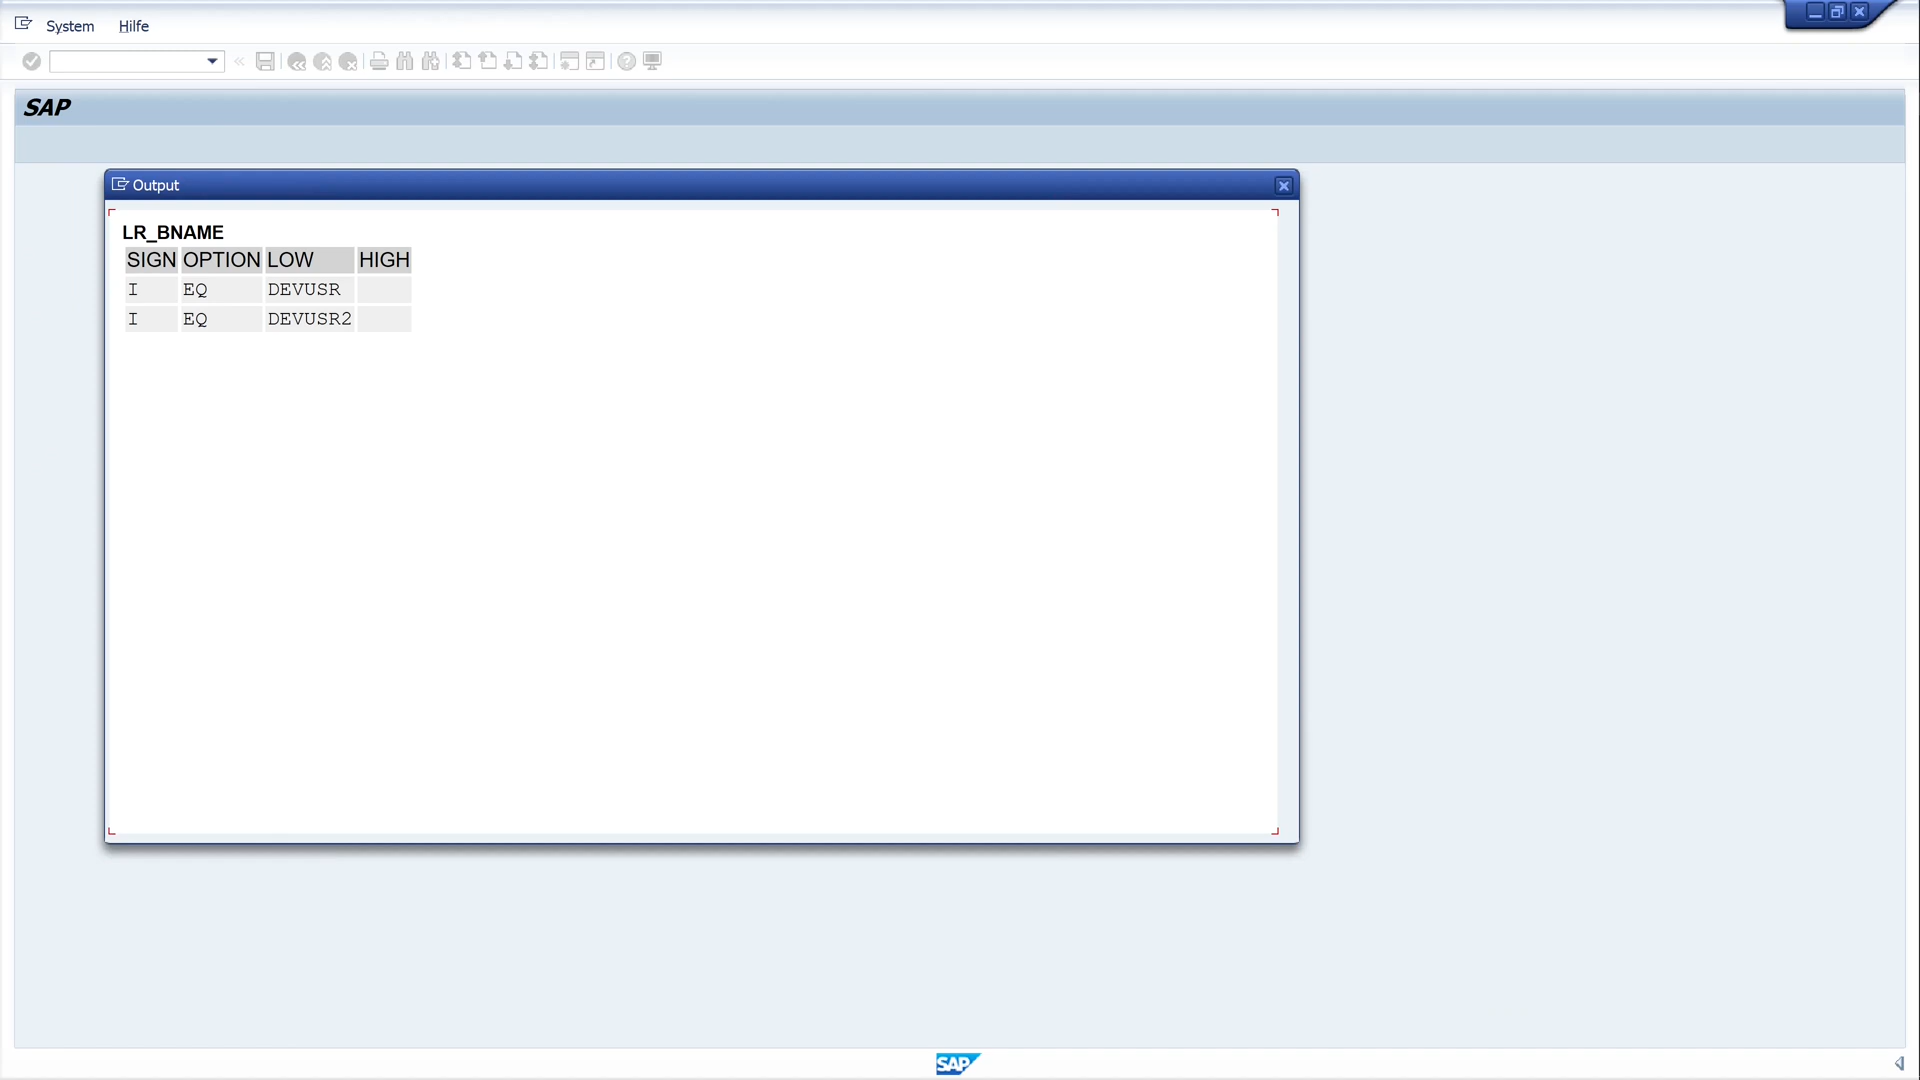 System Hilfe
SAP
Output
LR_BNAME
SIGN OPTION LOW HIGH
I EQ DEVUSR
I EQ DEVUSR2
SAP